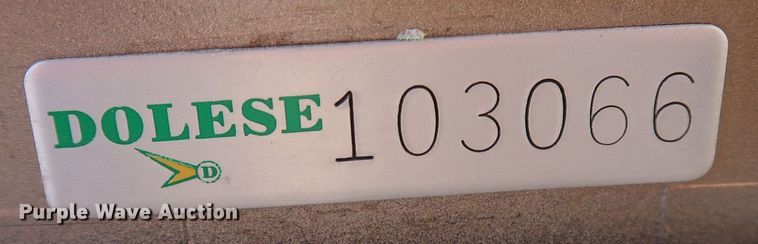 DOLESE 103066
D
Purple Wave Auction